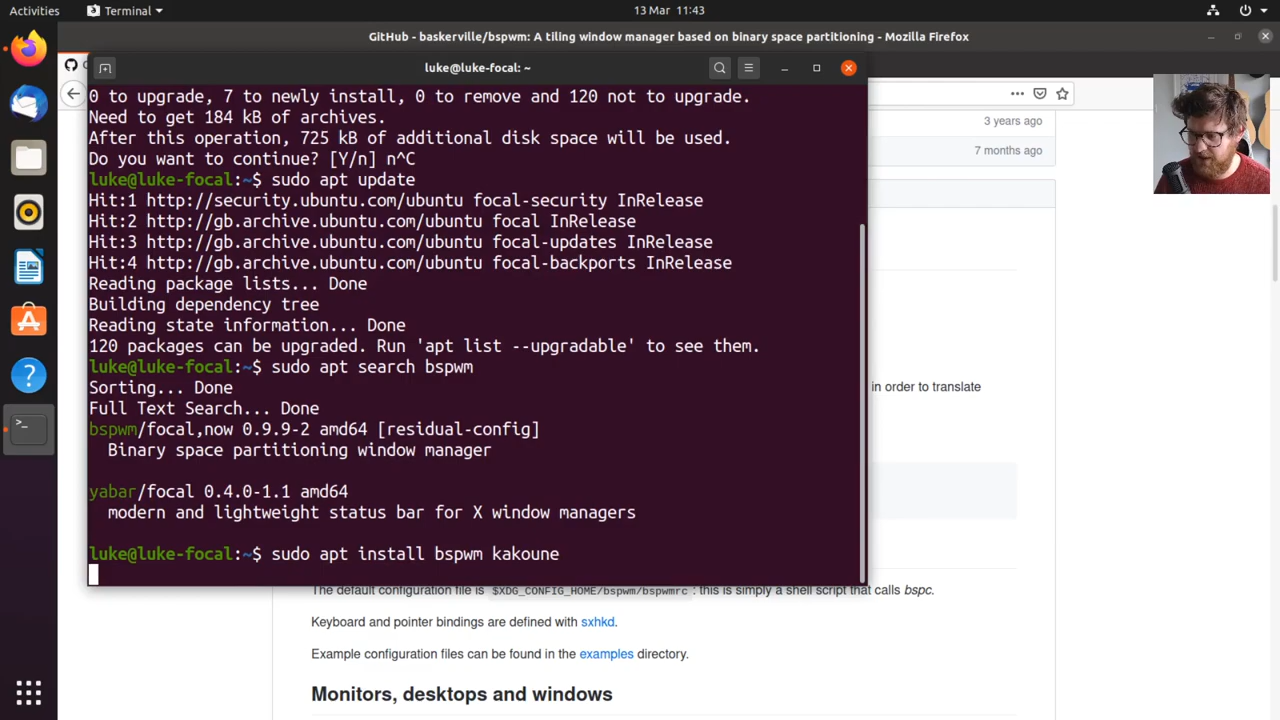 Activities
Terminal
13 Mar 11:43
GitHub - baskerville/bspwm: A tiling window manager based on binary space partitioning - Mozilla Firefox
luke@luke-focal: ~
0 to upgrade, 7 to newly install, 0 to remove and 120 not to upgrade.
Need to get 184 kB of archives.
After this operation, 725 kB of additional disk space will be used.
Do you want to continue? [Y/n] n^C
luke@luke-focal:~$ sudo apt update
Hit:1 http://security.ubuntu.com/ubuntu focal-security InRelease
Hit:2 http://gb.archive.ubuntu.com/ubuntu focal InRelease
Hit:3 http://gb.archive.ubuntu.com/ubuntu focal-updates InRelease
Hit:4 http://gb.archive.ubuntu.com/ubuntu focal-backports InRelease
Reading package lists... Done
Building dependency tree
Reading state information... Done
120 packages can be upgraded. Run 'apt list --upgradable' to see them.
luke@luke-focal:~$ sudo apt search bspwm
Sorting... Done
Full Text Search... Done
bspwm/focal,now 0.9.9-2 amd64 [residual-config]
Binary space partitioning window manager
yabar/focal 0.4.0-1.1 amd64
modern and lightweight status bar for X window managers
luke@luke-focal:~$ sudo apt install bspwm kakoune
3 years ago
7 months ago
in order to translate
The default configuration file is $XDG_CONFIG_HOME/bspwm/bspwmrc : this is simply a shell script that calls bspc.
Keyboard and pointer bindings are defined with sxhkd.
Example configuration files can be found in the examples directory.
Monitors, desktops and windows